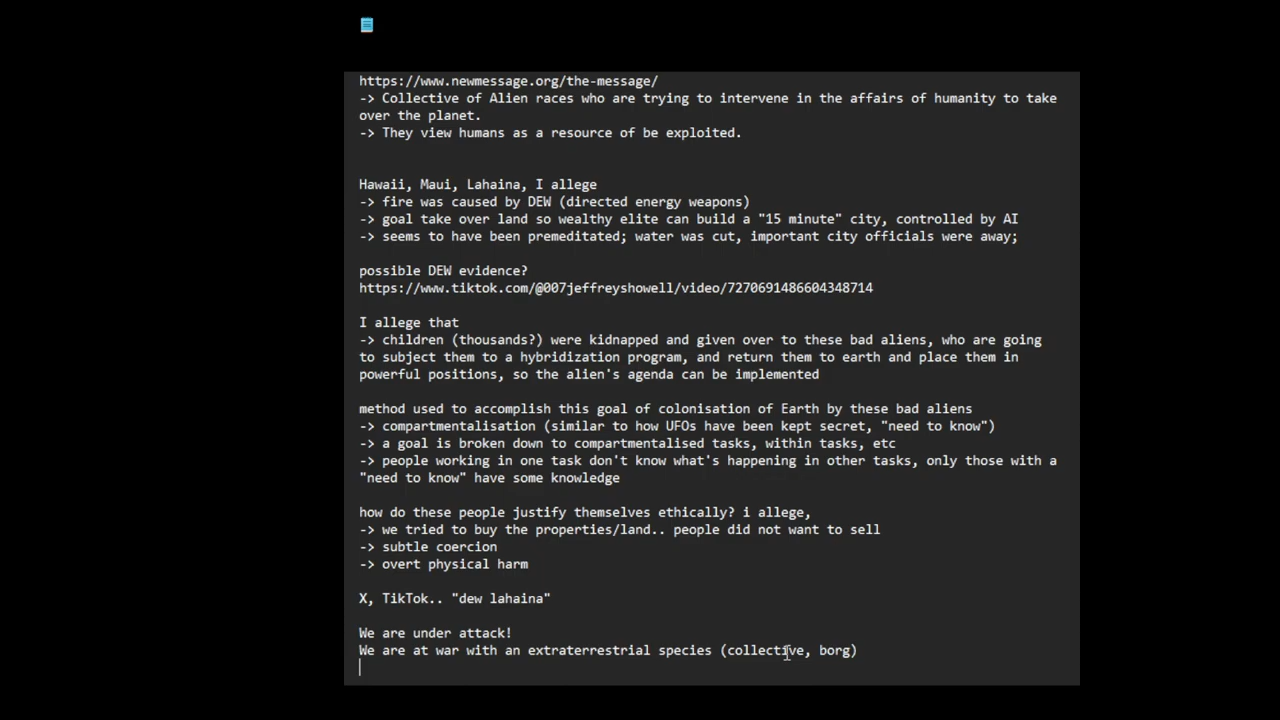 https://www.newmessage.org/the-message/
-> Collective of Alien races who are trying to intervene in the affairs of humanity to take
over the planet.
-> They view humans as a resource of be exploited.
Hawaii, Maui, Lahaina, I allege
-> fire was caused by DEW (directed energy weapons)
-> goal take over land so wealthy elite can build a "15 minute" city, controlled by AI
-> seems to have been premeditated; water was cut, important city officials were away;
possible DEW evidence?
https://www.tiktok.com/@007jeffreyshowell/video/7270691486604348714
I allege that
-> children (thousands?) were kidnapped and given over to these bad aliens, who are going
to subject them to a hybridization program, and return them to earth and place them in
powerful positions, so the alien's agenda can be implemented
method used to accomplish this goal of colonisation of Earth by these bad aliens
-> compartmentalisation (similar to how UFOs have been kept secret, "need to know")
-> a goal is broken down to compartmentalised tasks, within tasks, etc
-> people working in one task don't know what's happening in other tasks, only those with a
"need to know" have some knowledge
how do these people justify themselves ethically? i allege,
-> we tried to buy the properties/land.. people did not want to sell
-> subtle coercion
-> overt physical harm
X, TikTok.. "dew lahaina"
We are under attack!
We are at war with an extraterrestrial species (collective, borg)